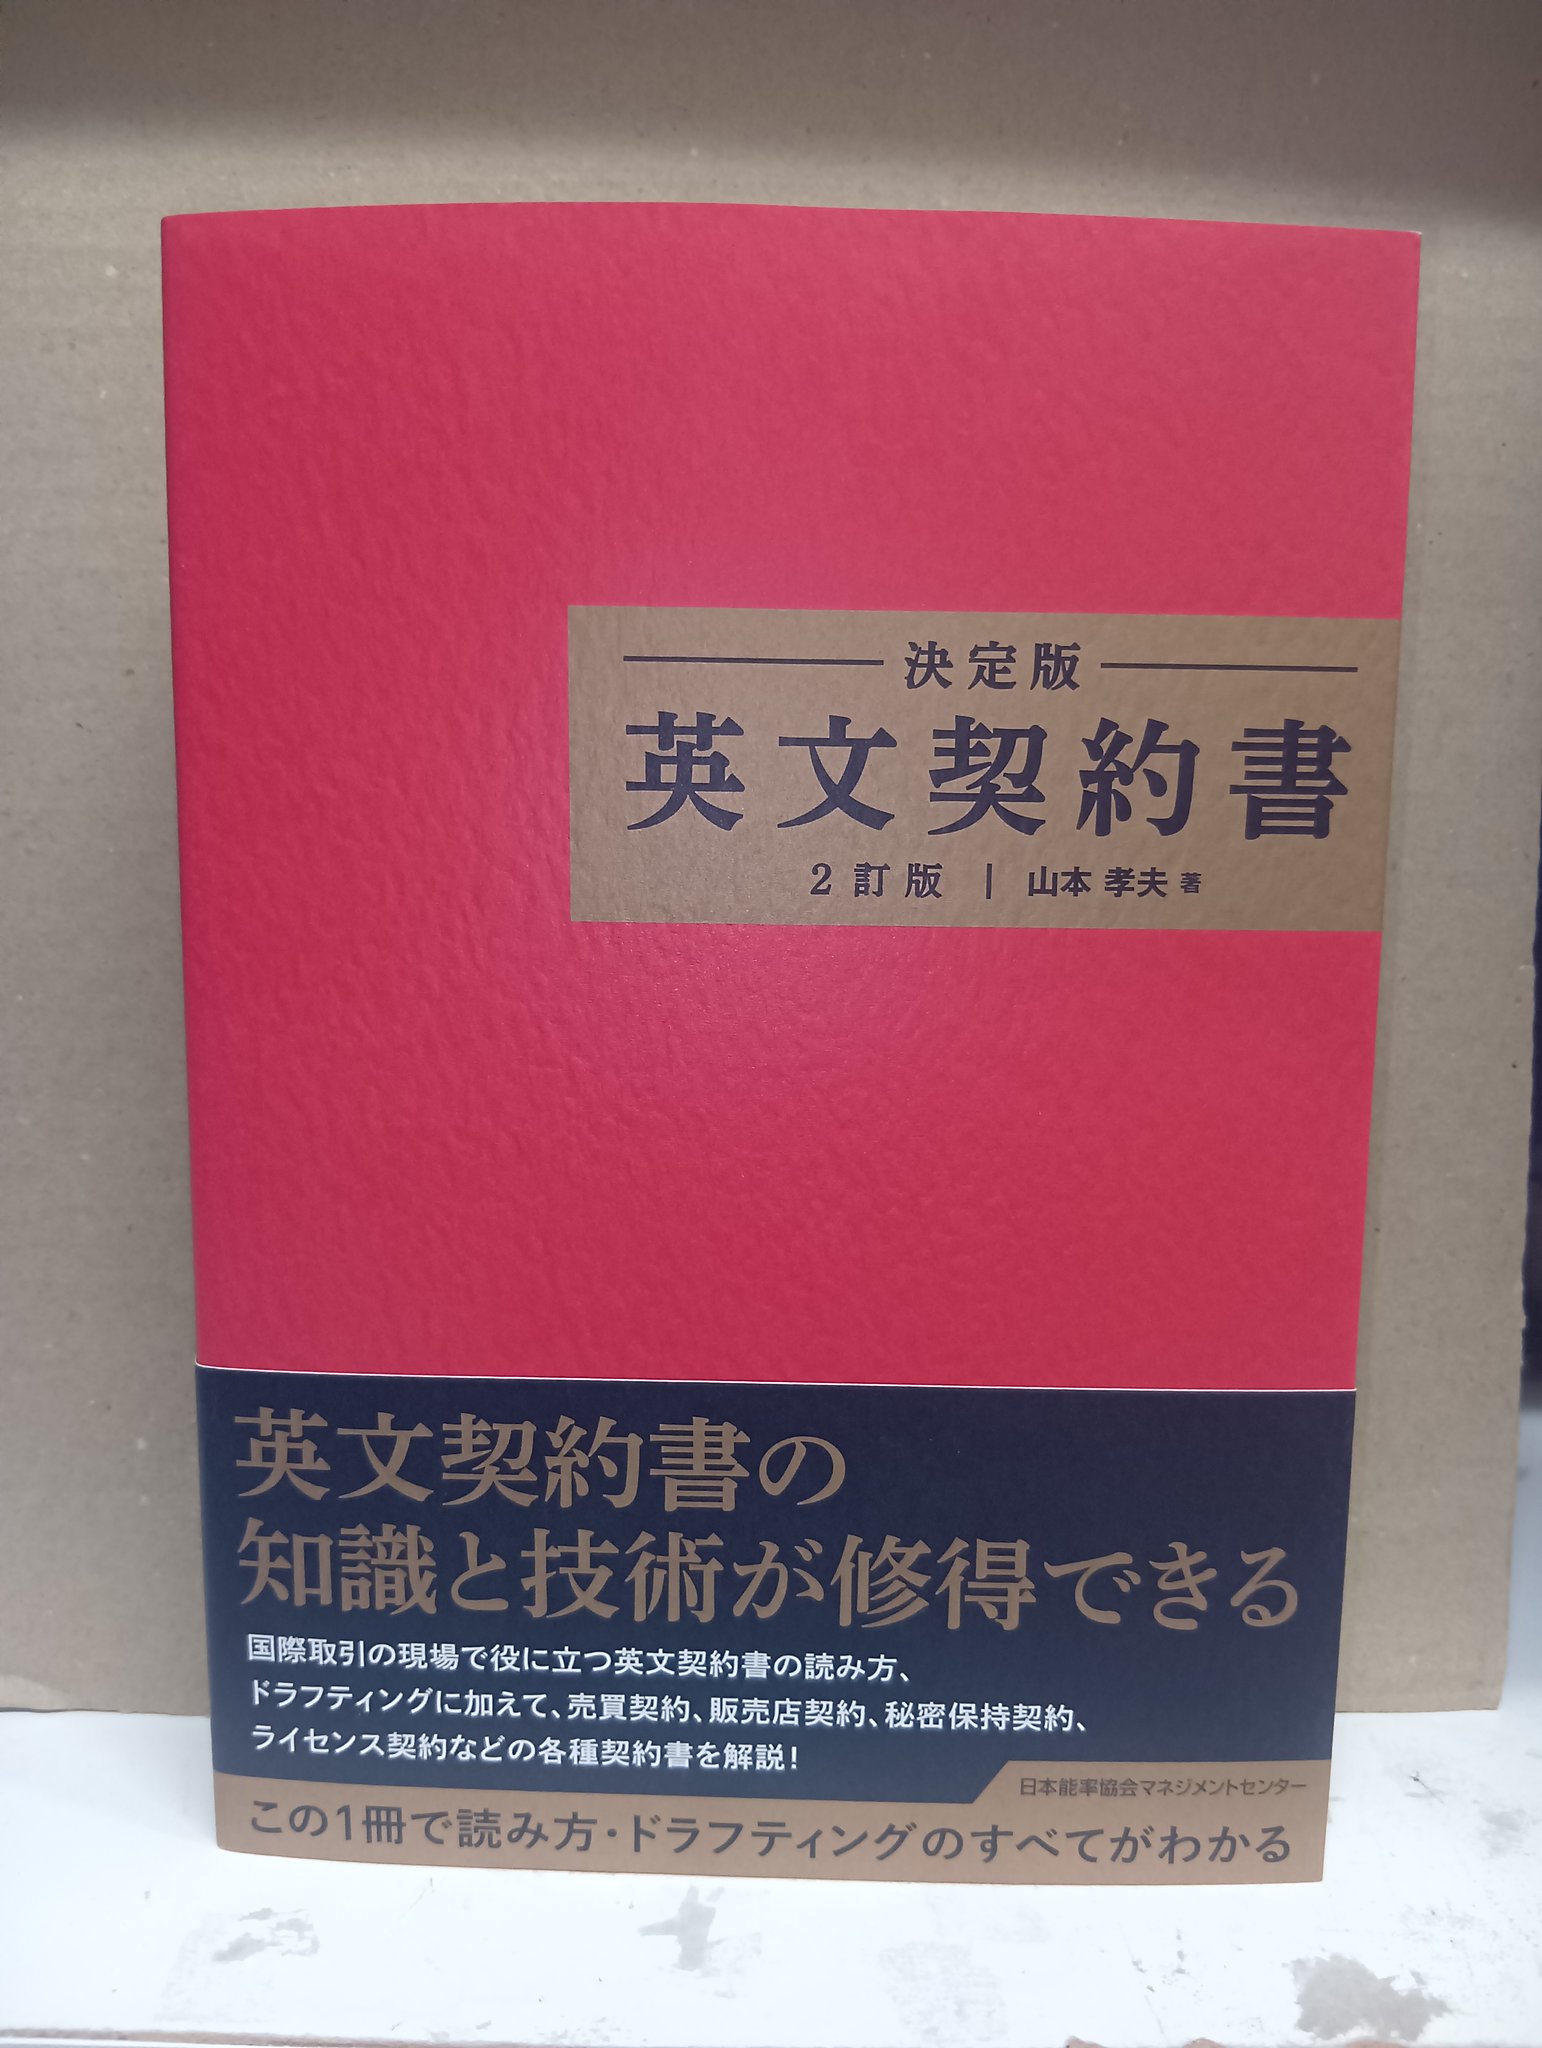 決定版
英文契約書
2訂版 | 山本 孝夫 著
英文契約書の
知識と技術が修得できる
国際取引の現場で役に立つ英文契約書の読み方、
ドラフティングに加えて、売買契約、販売店契約、秘密保持契約、
ライセンス契約などの各種契約書を解説!
日本能率協会マネジメントセンター
この1冊で読み方・ドラフティングのすべてがわかる